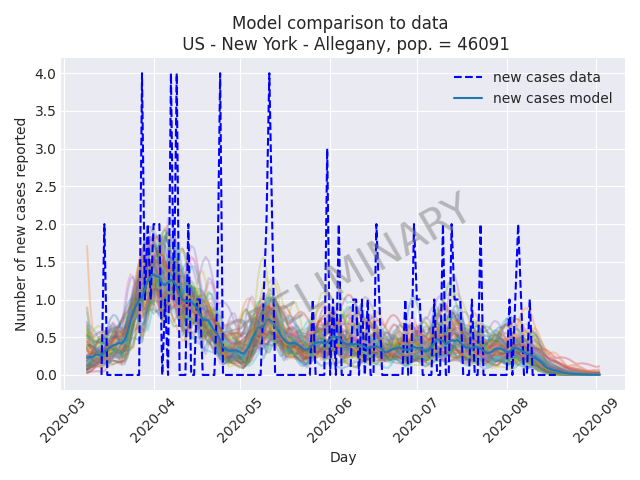 Model comparison to data
US - New York - Allegany, pop. = 46091
new cases data
new cases model
Number of new cases reported
4.0
3.5
3.0
2.5
2.0
1.5
1.0
0.5
0.0
PRELIMINARY
2020-03
2020-04
2020-05
2020-06
2020-07
2020-08
2020-09
Day